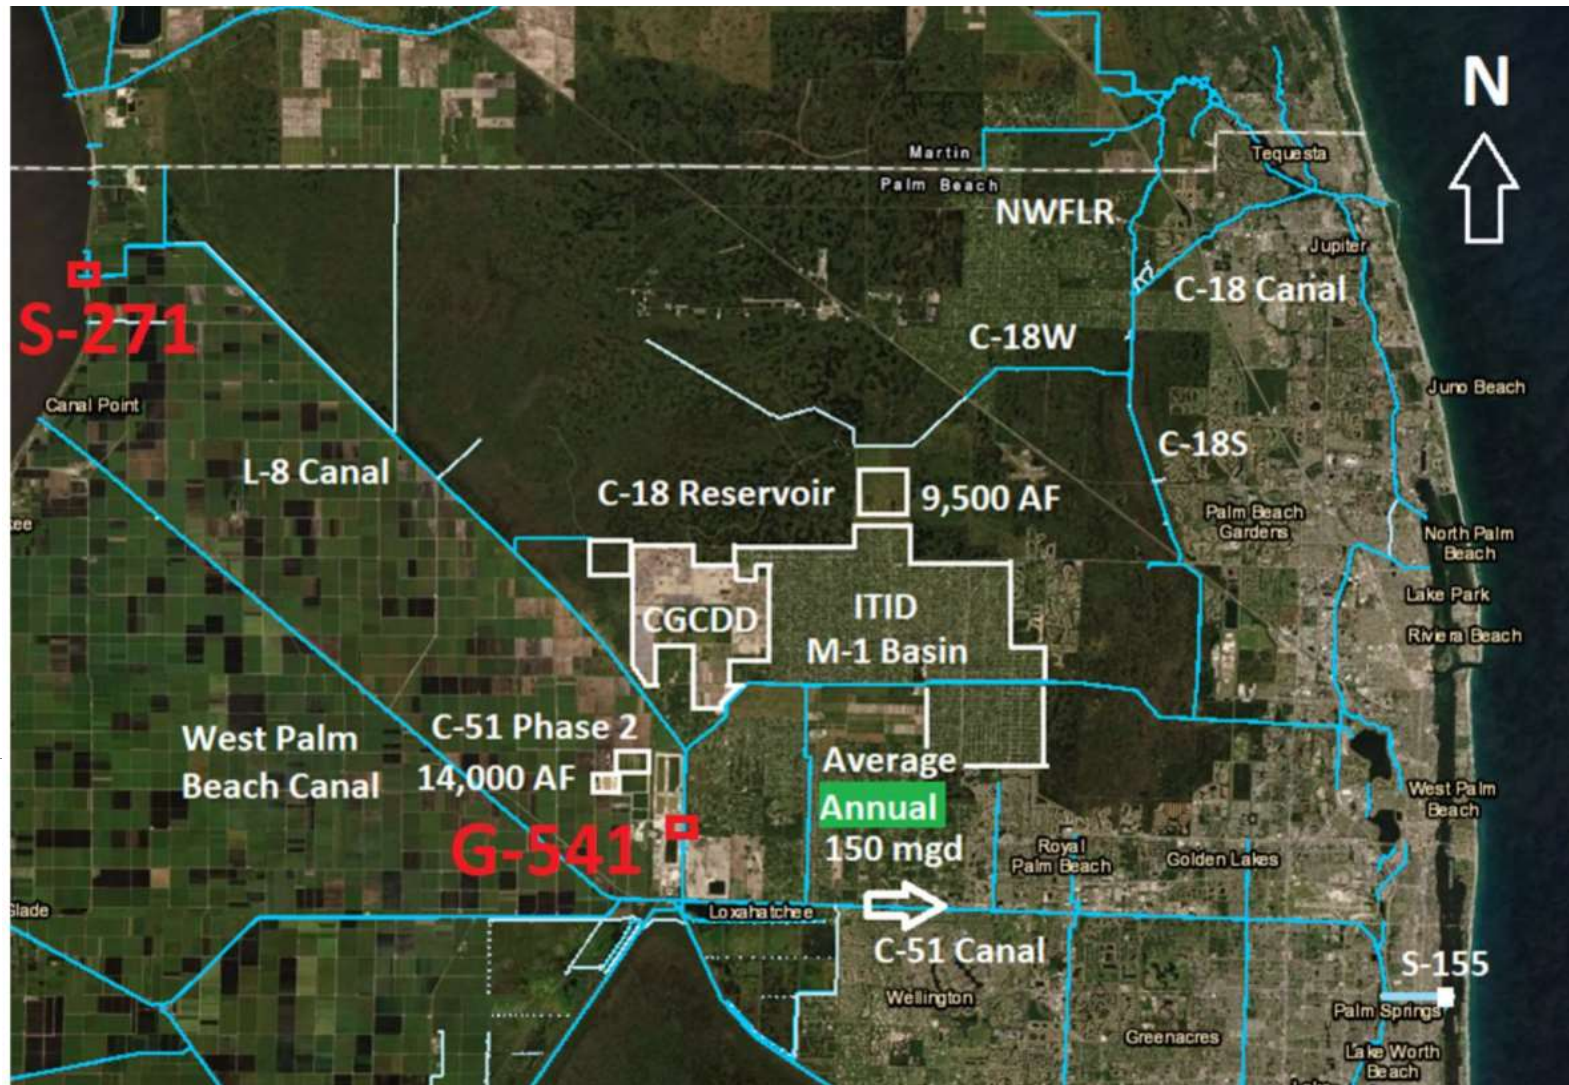 N
Martin
Palm Beach
Tequesta
NWFLR
Jupiter
C-18 Canal
S-271
C-18W
Juno Beach
Canal Point
C-18S
L-8 Canal
C-18 Reservoir
9,500 AF
Palm Beach
Gardens
ee
North Palm
Beach
Lake Park
CGCDD
ITID
M-1 Basin
Riviera Beach
C-51 Phase 2
14,000 AF
West Palm
Beach Canal
Average
Annual
150 mgd
West Palm
Beach
G-541
Royal
Palm Beach
Golden Lakes
Slade
Loxahatchee
C-51 Canal
S-155
Wellington
Palm Springs
Greenacres
Lake Worth
Beach